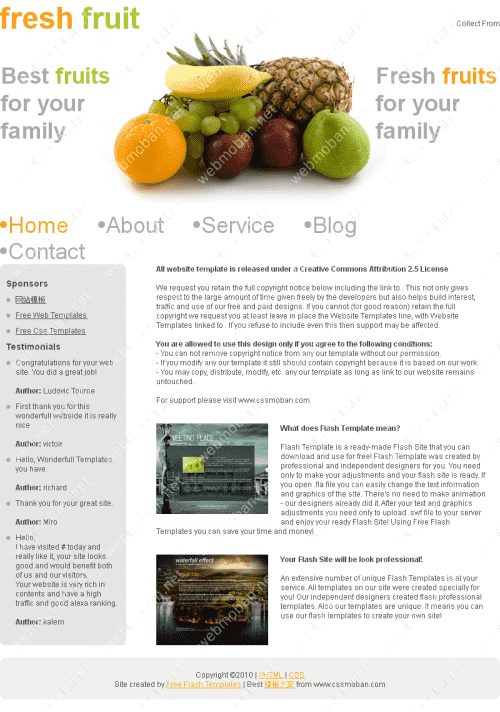 fresh fruit
Collect From
Best fruits
for your
family
Fresh fruits
for your
family
•Home •About •Service •Blog
•Contact
Sponsors
网站模板
Free Web Templates
Free Css Templates
Testimonials
Congratulations for your web
site. You did a great job!
Author: Ludovic Tourne
First thank you for this
wonderfull webside it is really
nice
Author: victoir
Hello, Wonderfull Templates
you have.
Author: richard
Thank you for your great site.
Author: Miro
Hello,
I have visited # today and
really like it, your site looks
good and would benefit both
of us and our visitors.
Your website is very rich in
contents and have a high
traffic and good alexa ranking.
Author: kalem
All website template is released under a Creative Commons Attribution 2.5 License
We request you retain the full copyright notice below including the link to . This not only gives
respect to the large amount of time given freely by the developers but also helps build interest,
traffic and use of our free and paid designs. If you cannot (for good reason) retain the full
copyright we request you at least leave in place the Website Templates line, with Website
Templates linked to . If you refuse to include even this then support may be affected.
You are allowed to use this design only if you agree to the following conditions:
- You can not remove copyright notice from any our template without our permission.
- If you modify any our template it still should contain copyright because it is based on our work.
- You may copy, distribute, modify, etc. any our template as long as link to our website remains
untouched.
For support please visit www.cssmoban.com
MEETING PLACE
What does Flash Template mean?
Flash Template is a ready-made Flash Site that you can
download and use for free! Flash Template was created by
professional and independent designers for you. You need
only to make your adjustments and your flash site is ready. If
you open .fla file you can easily change the text information
and graphics of the site. There's no need to make animation
- our designers already did it. After your text and graphics
adjustments you need only to upload .swf file to your server
and enjoy your ready Flash Site! Using Free Flash
Templates you can save your time and money!
waterfall effect
Your Flash Site will be look professional!
An extensive number of unique Flash Templates is at your
service. All templates on our site were created specially for
you! Our independent designers created flash professional
templates. Also our templates are unique. It means you can
use our flash templates to create your own site!
Copyright ©2010 | XHTML | CSS
Site created by Free Flash Templates | Best 模板之家 from www.cssmoban.com
webmoban.net